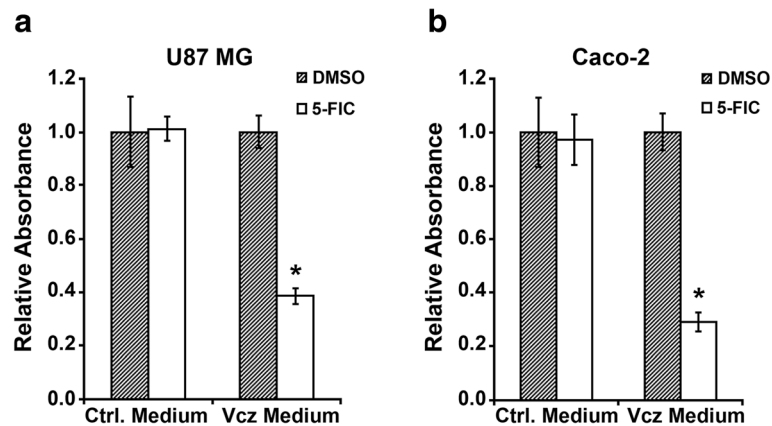 a
U87 MG
DMSO
5-FIC
Relative Absorbance
1.2
1.0
0.8
0.6
0.4
0.2
0.0
*
Ctrl. Medium Vcz Medium
b
Caco-2
DMSO
5-FIC
Relative Absorbance
1.2
1.0
0.8
0.6
0.4
0.2
0.0
*
Ctrl. Medium Vcz Medium